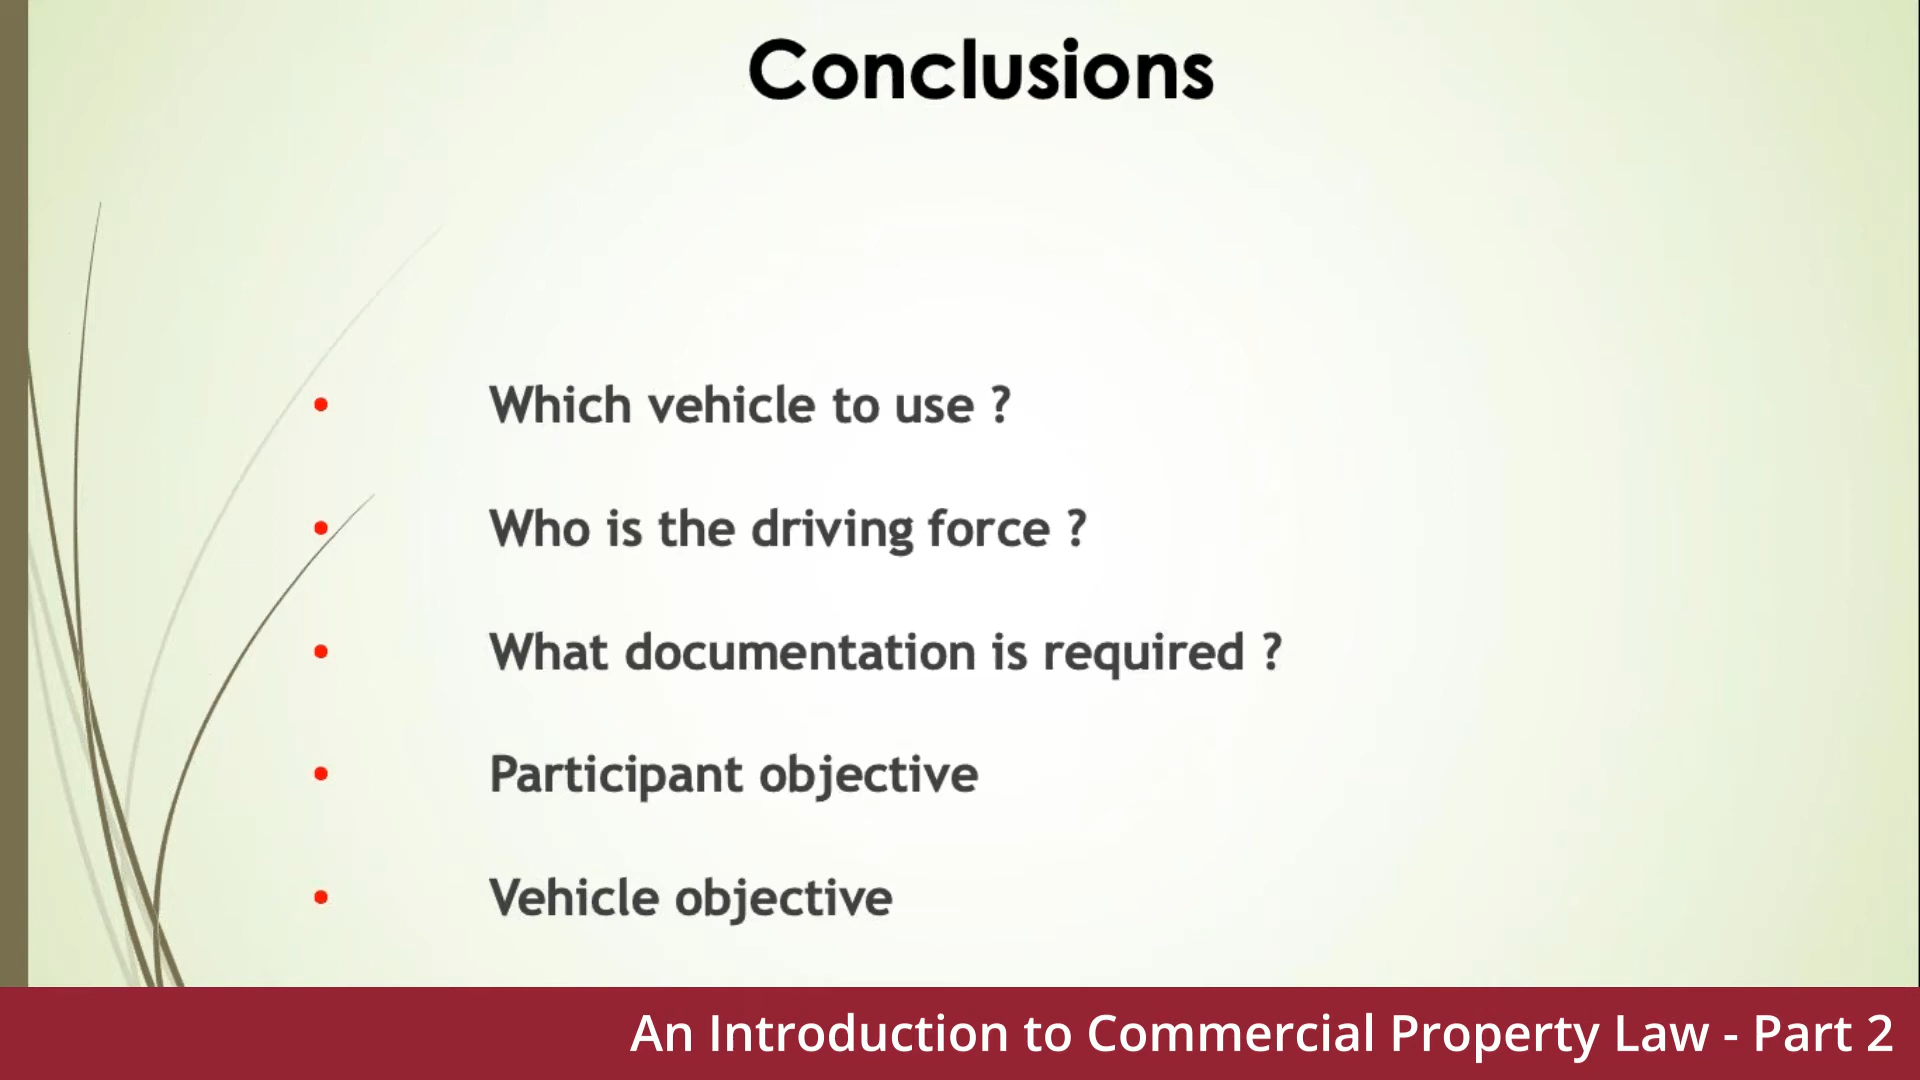 Conclusions
• Which vehicle to use ?
• Who is the driving force ?
• What documentation is required ?
• Participant objective
• Vehicle objective
An Introduction to Commercial Property Law - Part 2